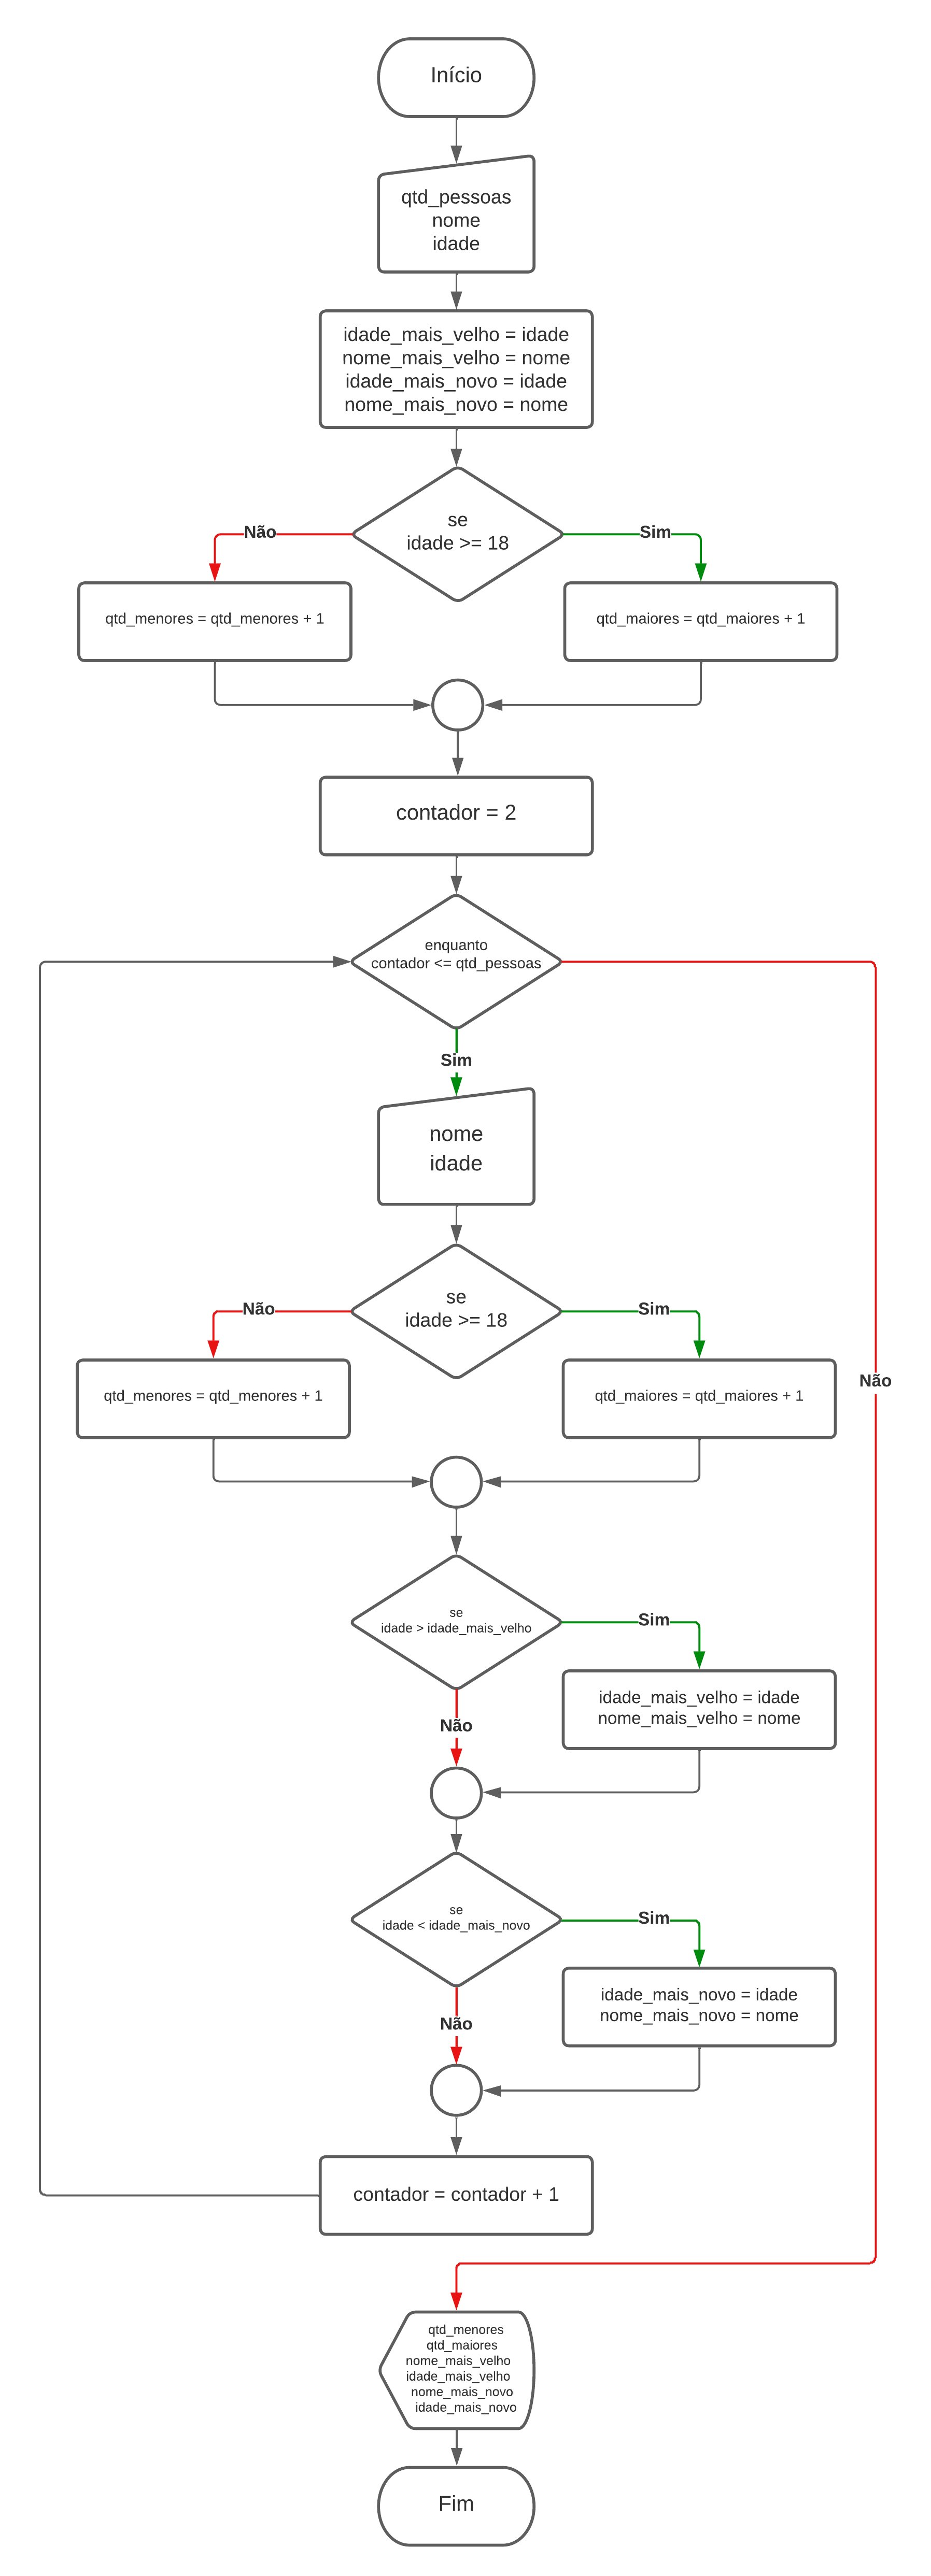 Início
qtd_pessoas
nome
idade
idade_mais_velho = idade
nome_mais_velho = nome
idade_mais_novo = idade
nome_mais_novo = nome
se
idade >= 18
Não
Sim
qtd_menores = qtd_menores + 1
qtd_maiores = qtd_maiores + 1
contador = 2
enquanto
contador <= qtd_pessoas
Sim
nome
idade
se
idade >= 18
Não
Sim
Não
qtd_menores = qtd_menores + 1
qtd_maiores = qtd_maiores + 1
se
idade > idade_mais_velho
Sim
idade_mais_velho = idade
nome_mais_velho = nome
Não
se
idade < idade_mais_novo
Sim
idade_mais_novo = idade
nome_mais_novo = nome
Não
contador = contador + 1
qtd_menores
qtd_maiores
nome_mais_velho
idade_mais_velho
nome_mais_novo
idade_mais_novo
Fim